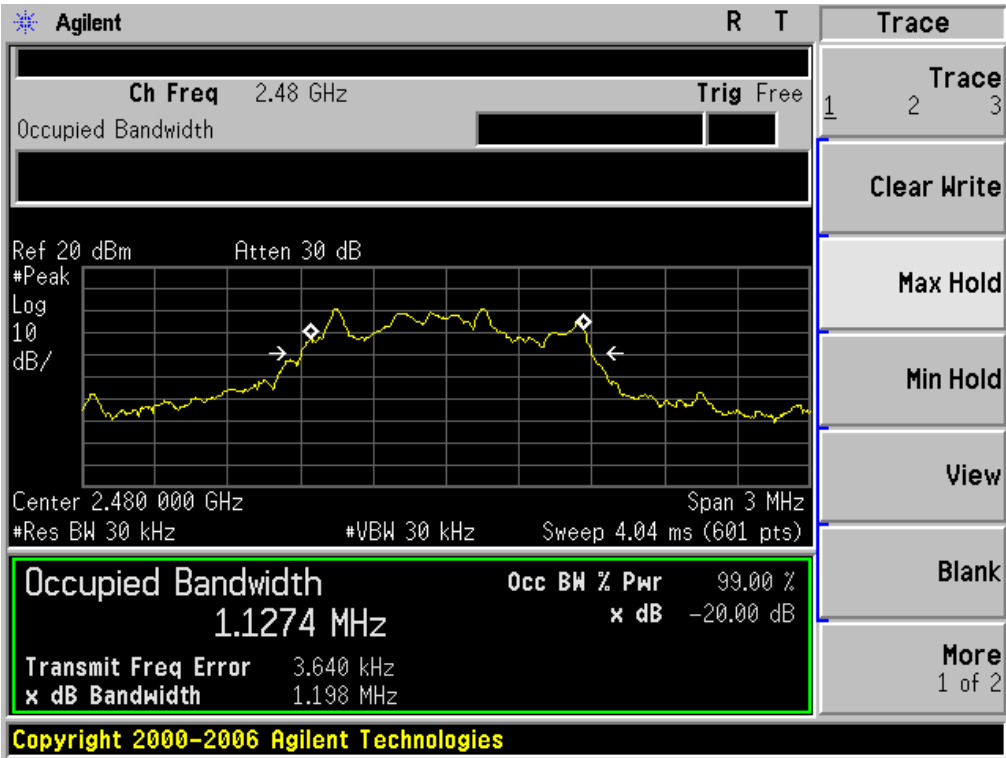 Agilent R T Trace
Ch Freq 2.48 GHz Trig Free
Occupied Bandwidth
Trace
1 2 3
Clear Write
Max Hold
Min Hold
View
Blank
More
1 of 2
Ref 20 dBm Atten 30 dB
#Peak
Log
10
dB/
Center 2.480 000 GHz Span 3 MHz
#Res BW 30 kHz #VBW 30 kHz Sweep 4.04 ms (601 pts)
Occupied Bandwidth Occ BW % Pwr 99.00 %
1.1274 MHz x dB -20.00 dB
Transmit Freq Error 3.640 kHz
x dB Bandwidth 1.198 MHz
Copyright 2000-2006 Agilent Technologies